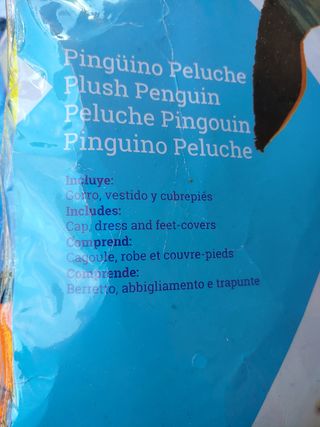 Pingüino Peluche
Plush Penguin
Peluche Pingouin
Pinguino Peluche
Incluye:
Gorro, vestido y cubrepiés
Includes:
Cap, dress and feet-covers
Comprend:
Cagoule, robe et couvre-pieds
Comprende:
Berretto, abbigliamento e trapunte